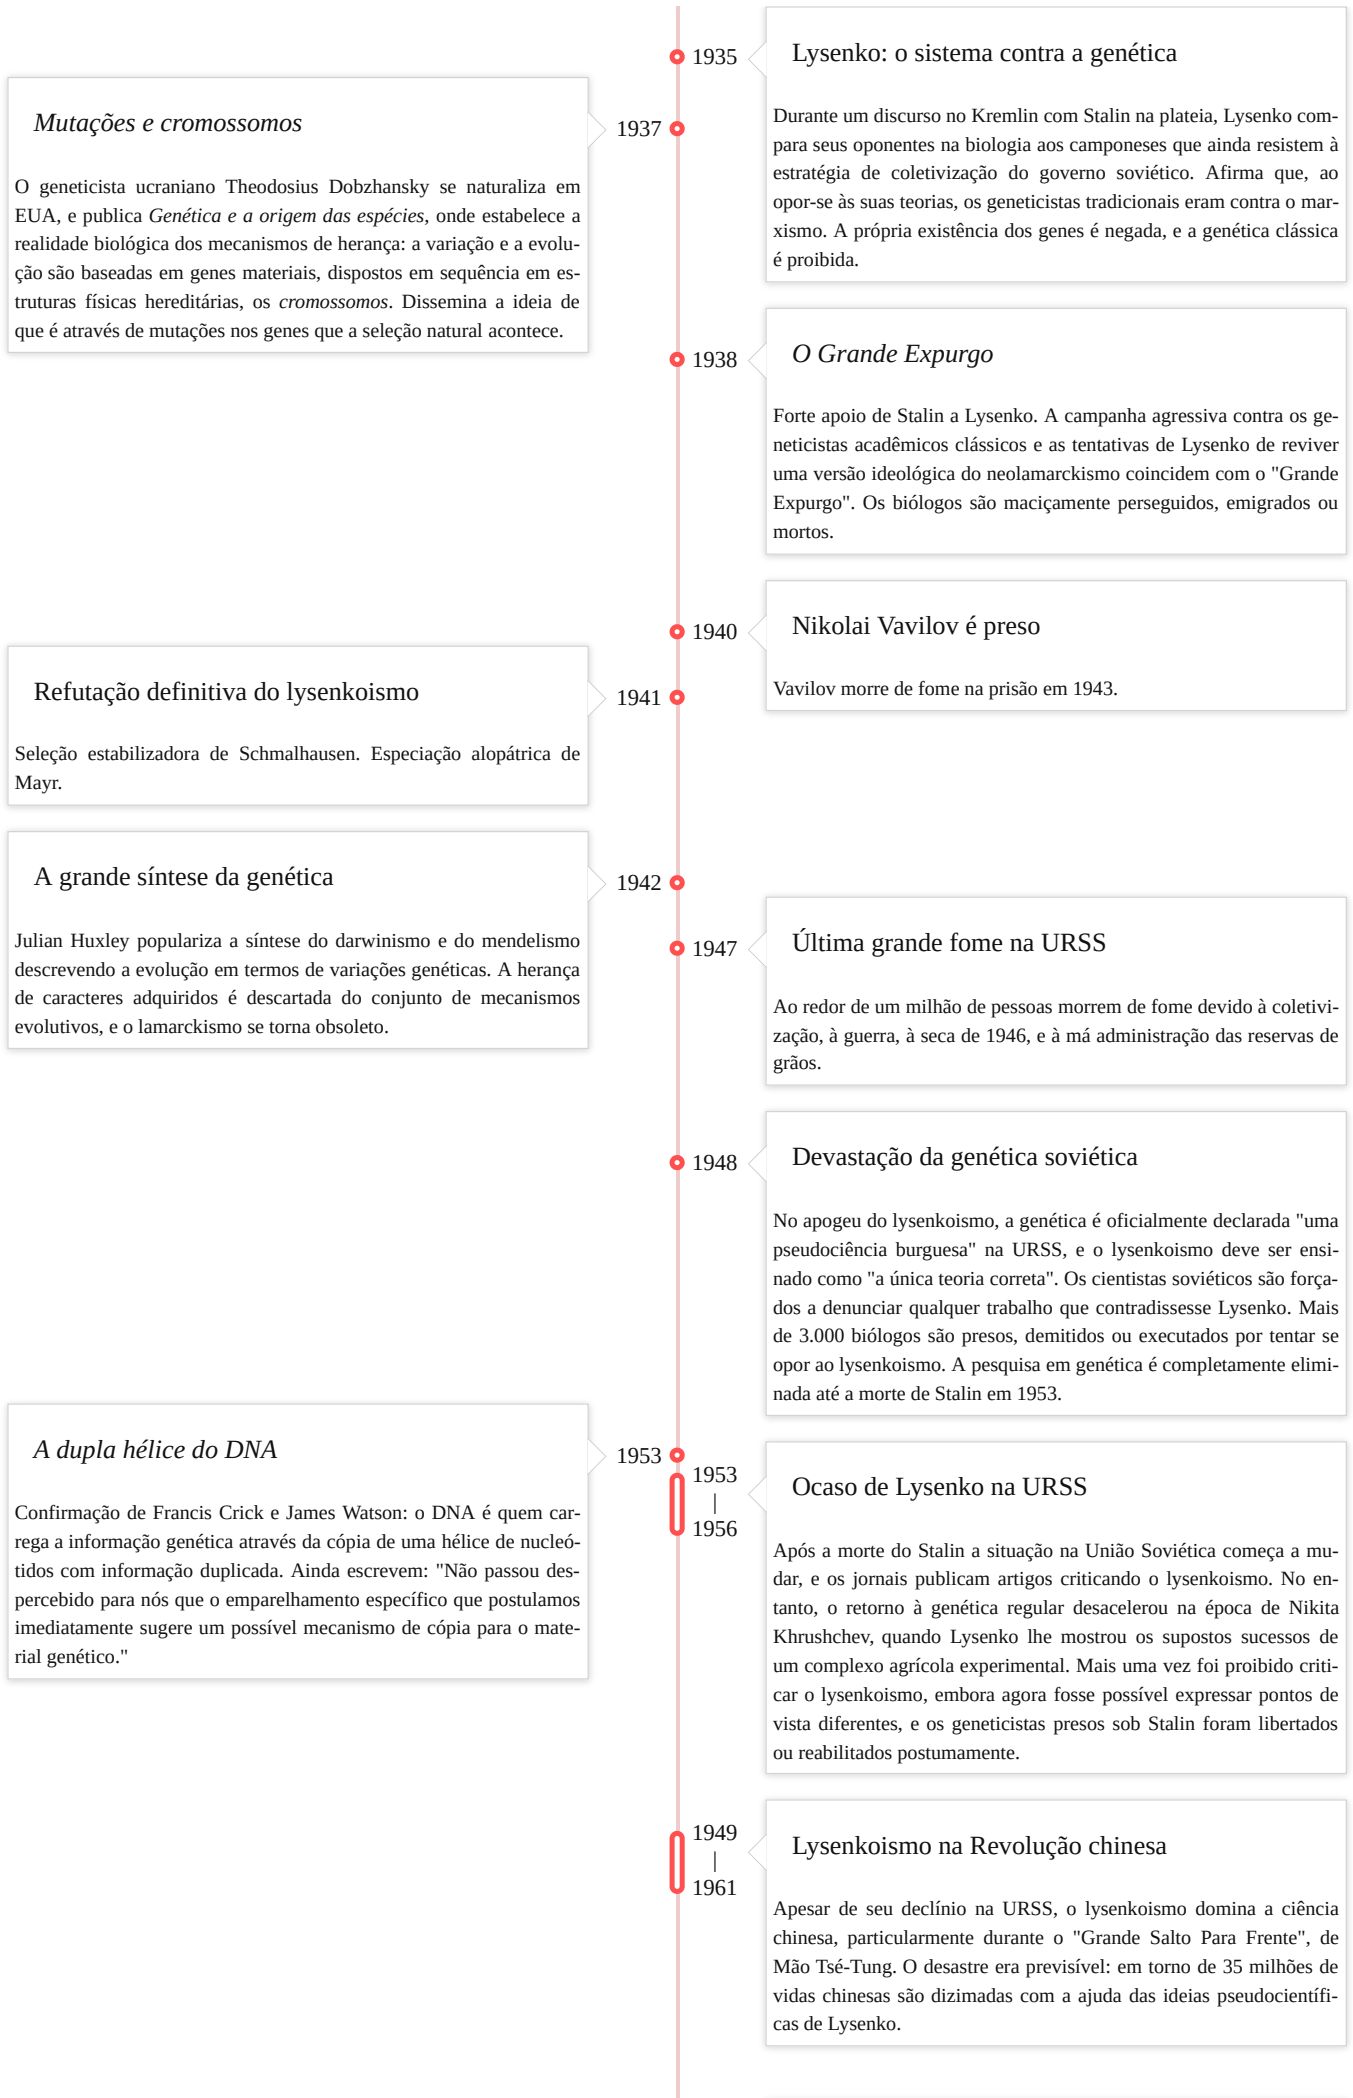 1935
Lysenko: o sistema contra a genética
Durante um discurso no Kremlin com Stalin na plateia, Lysenko com-
para seus oponentes na biologia aos camponeses que ainda resistem à
estratégia de coletivização do governo soviético. Afirma que, ao
opor-se às suas teorias, os geneticistas tradicionais eram contra o mar-
xismo. A própria existência dos genes é negada, e a genética clássica
é proibida.
Mutações e cromossomos
1937
O geneticista ucraniano Theodosius Dobzhansky se naturaliza em
EUA, e publica Genética e a origem das espécies, onde estabelece a
realidade biológica dos mecanismos de herança: a variação e a evolu-
ção são baseadas em genes materiais, dispostos em sequência em es-
truturas físicas hereditárias, os cromossomos. Dissemina a ideia de
que é através de mutações nos genes que a seleção natural acontece.
1938
O Grande Expurgo
Forte apoio de Stalin a Lysenko. A campanha agressiva contra os ge-
neticistas acadêmicos clássicos e as tentativas de Lysenko de reviver
uma versão ideológica do neolamarckismo coincidem com o "Grande
Expurgo". Os biólogos são maciçamente perseguidos, emigrados ou
mortos.
1940
Nikolai Vavilov é preso
Vavilov morre de fome na prisão em 1943.
Refutação definitiva do lysenkoismo
1941
Seleção estabilizadora de Schmalhausen. Especiação alopátrica de
Mayr.
A grande síntese da genética
1942
Julian Huxley populariza a síntese do darwinismo e do mendelismo
descrevendo a evolução em termos de variações genéticas. A herança
de caracteres adquiridos é descartada do conjunto de mecanismos
evolutivos, e o lamarckismo se torna obsoleto.
1947
Última grande fome na URSS
Ao redor de um milhão de pessoas morrem de fome devido à coletivi-
zação, à guerra, à seca de 1946, e à má administração das reservas de
grãos.
1948
Devastação da genética soviética
No apogeu do lysenkoismo, a genética é oficialmente declarada "uma
pseudociência burguesa" na URSS, e o lysenkoismo deve ser ensi-
nado como "a única teoria correta". Os cientistas soviéticos são força-
dos a denunciar qualquer trabalho que contradissesse Lysenko. Mais
de 3.000 biólogos são presos, demitidos ou executados por tentar se
opor ao lysenkoismo. A pesquisa em genética é completamente elimi-
nada até a morte de Stalin em 1953.
A dupla hélice do DNA
1953
Confirmação de Francis Crick e James Watson: o DNA é quem car-
rega a informação genética através da cópia de uma hélice de nucleó-
tidos com informação duplicada. Ainda escrevem: "Não passou des-
percebido para nós que o emparelhamento específico que postulamos
imediatamente sugere um possível mecanismo de cópia para o mate-
rial genético."
1953
|
1956
Ocaso de Lysenko na URSS
Após a morte do Stalin a situação na União Soviética começa a mu-
dar, e os jornais publicam artigos criticando o lysenkoismo. No en-
tanto, o retorno à genética regular desacelerou na época de Nikita
Khrushchev, quando Lysenko lhe mostrou os supostos sucessos de
um complexo agrícola experimental. Mais uma vez foi proibido criti-
car o lysenkoismo, embora agora fosse possível expressar pontos de
vista diferentes, e os geneticistas presos sob Stalin foram libertados
ou reabilitados postumamente.
1949
|
1961
Lysenkoismo na Revolução chinesa
Apesar de seu declínio na URSS, o lysenkoismo domina a ciência
chinesa, particularmente durante o "Grande Salto Para Frente", de
Mão Tsé-Tung. O desastre era previsível: em torno de 35 milhões de
vidas chinesas são dizimadas com a ajuda das ideias pseudocientífi-
cas de Lysenko.